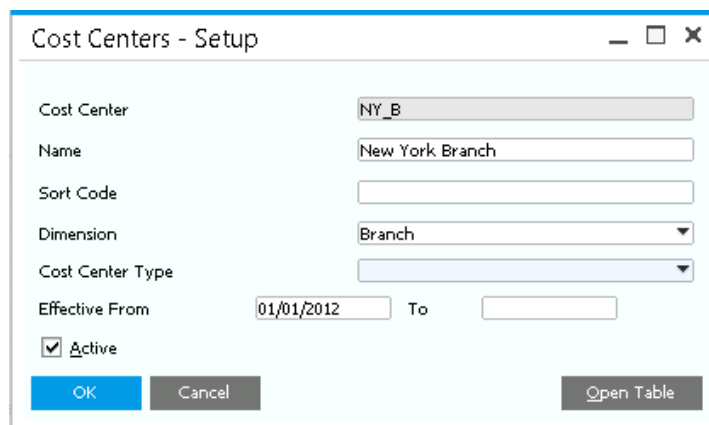 Cost Centers - Setup
Cost Center NY_B
Name New York Branch
Sort Code
Dimension Branch
Cost Center Type
Effective From 01/01/2012 To
Active
OK Cancel Open Table